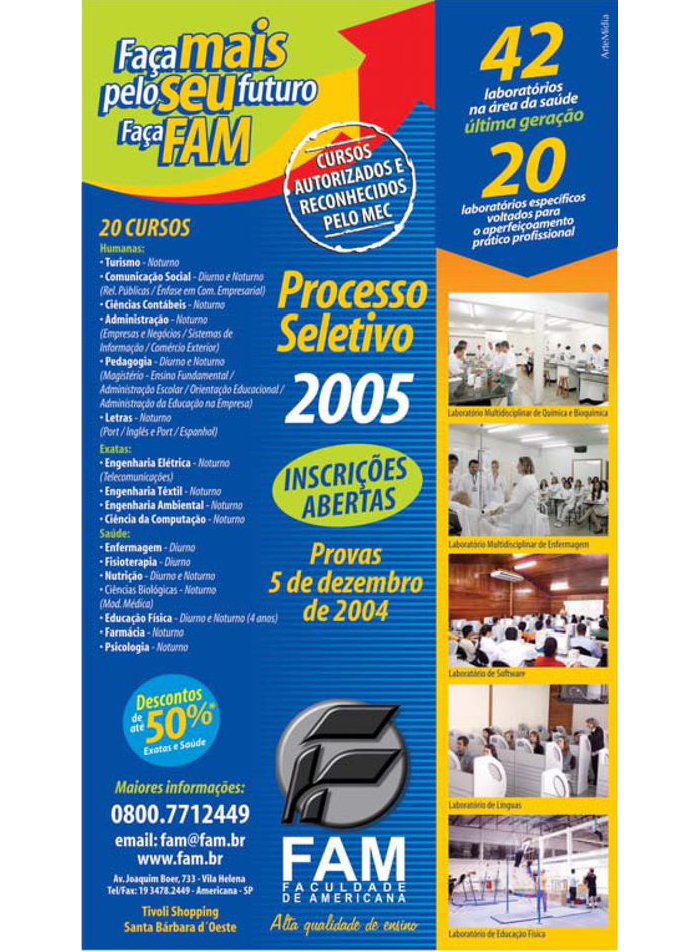 Faça mais
pelo seu futuro
Faça FAM
CURSOS
AUTORIZADOS E
RECONHECIDOS
PELO MEC
42
laboratórios
na área da saúde
última geração
20
laboratórios específicos
voltados para
o aperfeiçoamento
prático profissional
ArteMídia
20 CURSOS
Humanas:
• Turismo - Noturno
• Comunicação Social - Diurno e Noturno
(Rel. Públicas / Ênfase em Com. Empresarial)
• Ciências Contábeis - Noturno
• Administração - Noturno
(Empresas e Negócios / Sistemas de
Informação / Comércio Exterior)
• Pedagogia - Diurno e Noturno
(Magistério - Ensino Fundamental /
Administração Escolar / Orientação Educacional /
Administração da Educação na Empresa)
• Letras - Noturno
(Port / Inglês e Port / Espanhol)
Exatas:
• Engenharia Elétrica - Noturno
(Telecomunicações)
• Engenharia Têxtil - Noturno
• Engenharia Ambiental - Noturno
• Ciência da Computação - Noturno
Saúde:
• Enfermagem - Diurno
• Fisioterapia - Diurno
• Nutrição - Diurno e Noturno
• Ciências Biológicas - Noturno
(Mod. Médica)
• Educação Física - Diurno e Noturno (4 anos)
• Farmácia - Noturno
• Psicologia - Noturno
Processo
Seletivo
2005
INSCRIÇÕES
ABERTAS
Provas
5 de dezembro
de 2004
Descontos
de até 50%*
Exatas e Saúde
Maiores informações:
0800.7712449
email: fam@fam.br
www.fam.br
Av. Joaquim Boer, 733 - Vila Helena
Tel/Fax: 19 3478.2449 - Americana - SP
Tivoli Shopping
Santa Bárbara d´Oeste
FAM
FACULDADE
DE AMERICANA
Alta qualidade de ensino
Laboratório Multidisciplinar de Química e Bioquímica
Laboratório Multidisciplinar de Enfermagem
Laboratório de Software
Laboratório de Línguas
Laboratório de Educação Física